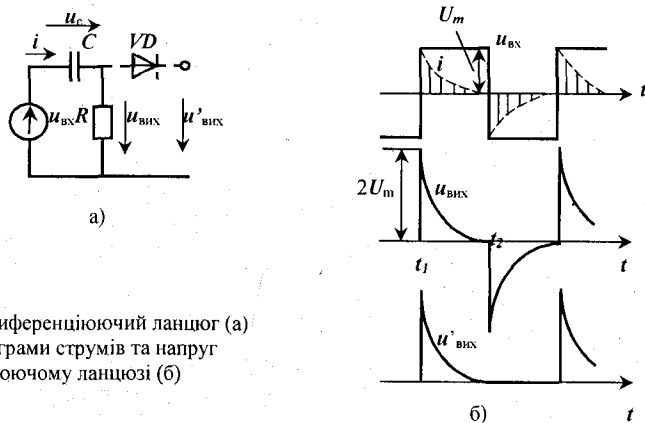 u_c
i
C
VD
u_вх
R
u_вих
u'_вих
а)
иференціюючий ланцюг (а)
грами струмів та напруг
юючому ланцюзі (б)
U_m
u_вх
i
t
2U_m
u_вих
t_1
t_2
t
u'_вих
t
б)